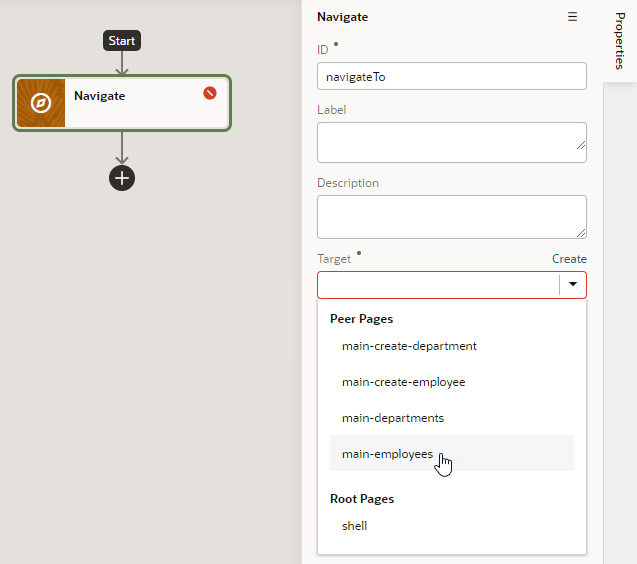 Start
Navigate
Navigate
ID
navigateTo
Label
Description
Target
Create
Peer Pages
main-create-department
main-create-employee
main-departments
main-employees
Root Pages
shell
Properties